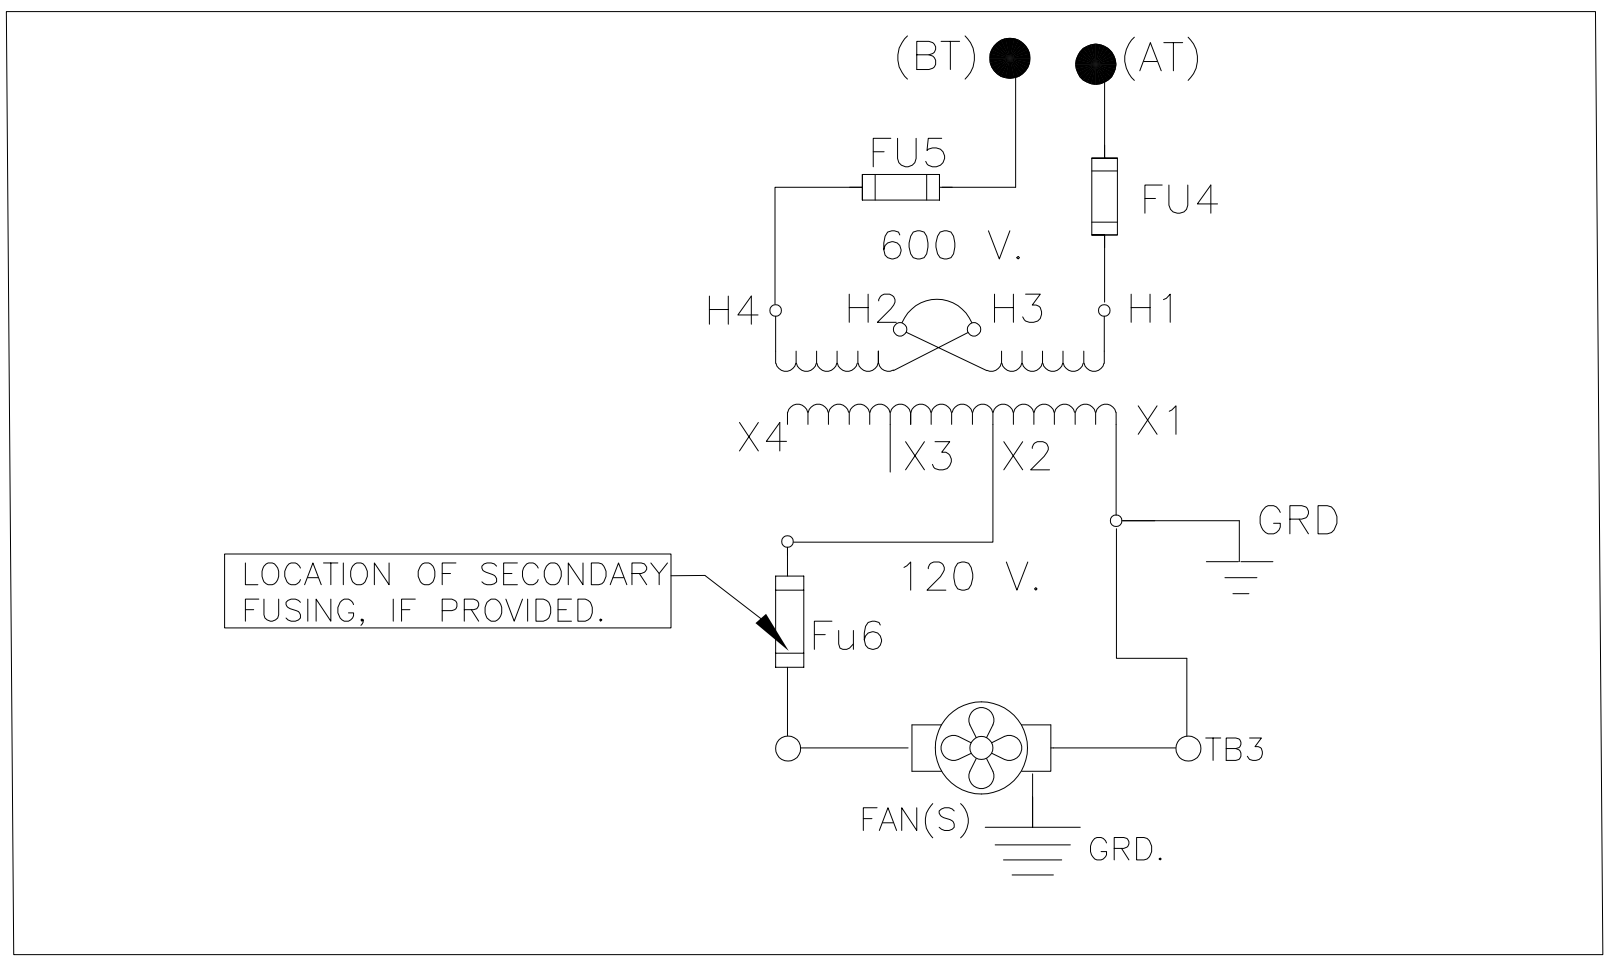 (BT)
(AT)
FU5
FU4
600 V.
H4
H2
H3
H1
X4
X3
X2
X1
GRD
LOCATION OF SECONDARY
FUSING, IF PROVIDED.
120 V.
Fu6
TB3
FAN(S)
GRD.